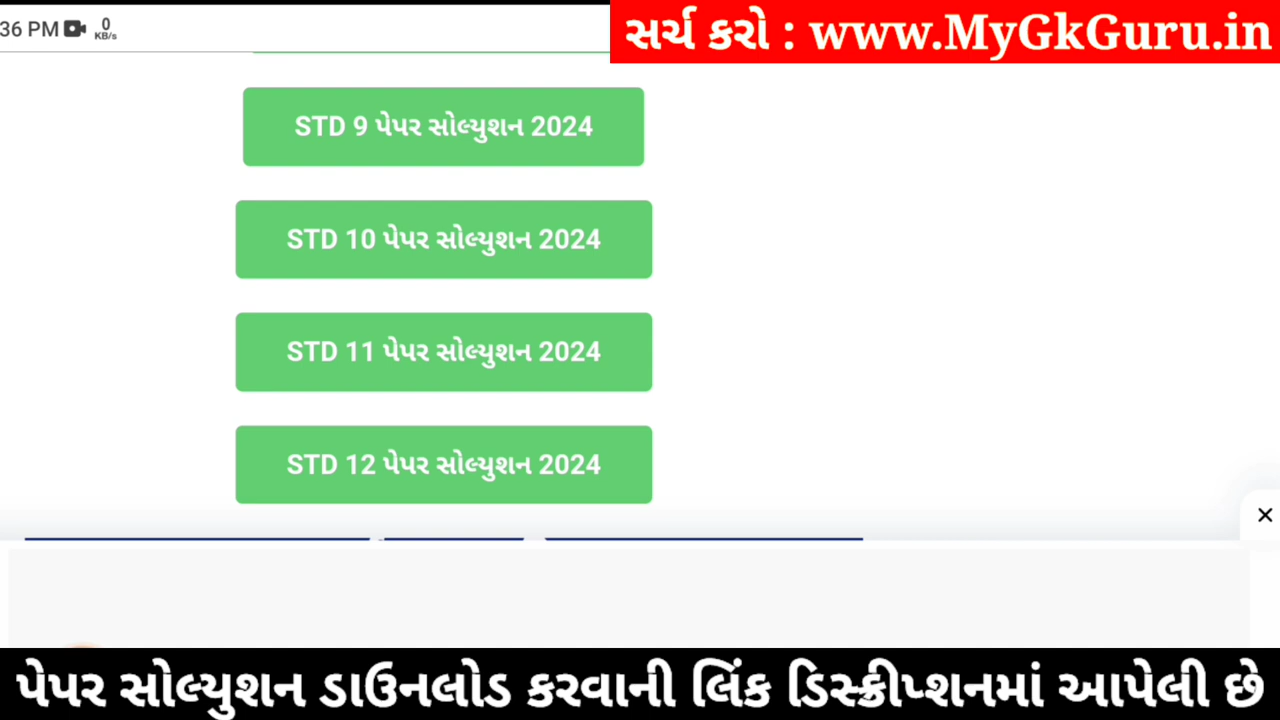 36 PM 0 KB/s
સર્ચ કરો : www.MyGkGuru.in
STD 9 પેપર સોલ્યુશન 2024
STD 10 પેપર સોલ્યુશન 2024
STD 11 પેપર સોલ્યુશન 2024
STD 12 પેપર સોલ્યુશન 2024
પેપર સોલ્યુશન ડાઉનલોડ કરવાની લિંક ડિસ્ક્રીપ્શનમાં આપેલી છે